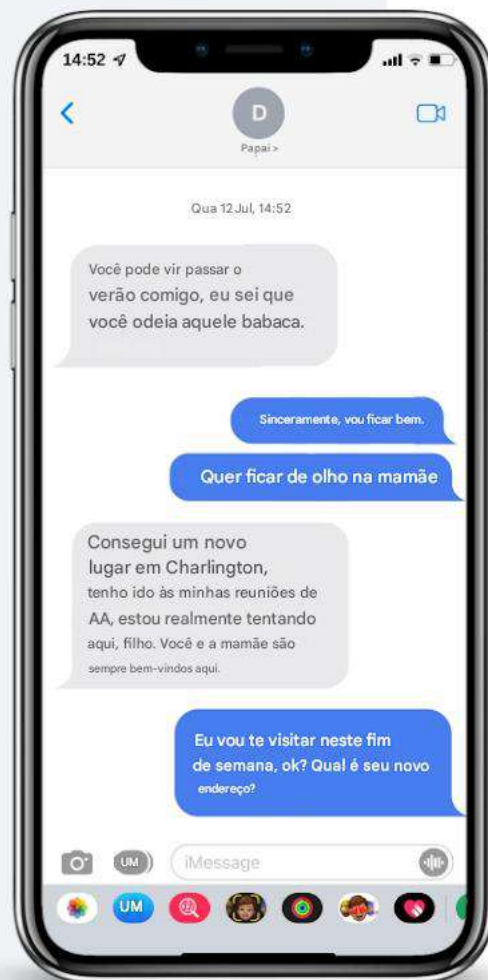 14:52
D
Papai >
Qua 12 Jul, 14:52
Você pode vir passar o
verão comigo, eu sei que
você odeia aquele babaca.
Sinceramente, vou ficar bem.
Quer ficar de olho na mamãe
Consegui um novo
lugar em Charlington,
tenho ido às minhas reuniões de
AA, estou realmente tentando
aqui, filho. Você e a mamãe são
sempre bem-vindos aqui.
Eu vou te visitar neste fim
de semana, ok? Qual é seu novo
endereço?
UM
iMessage
UM